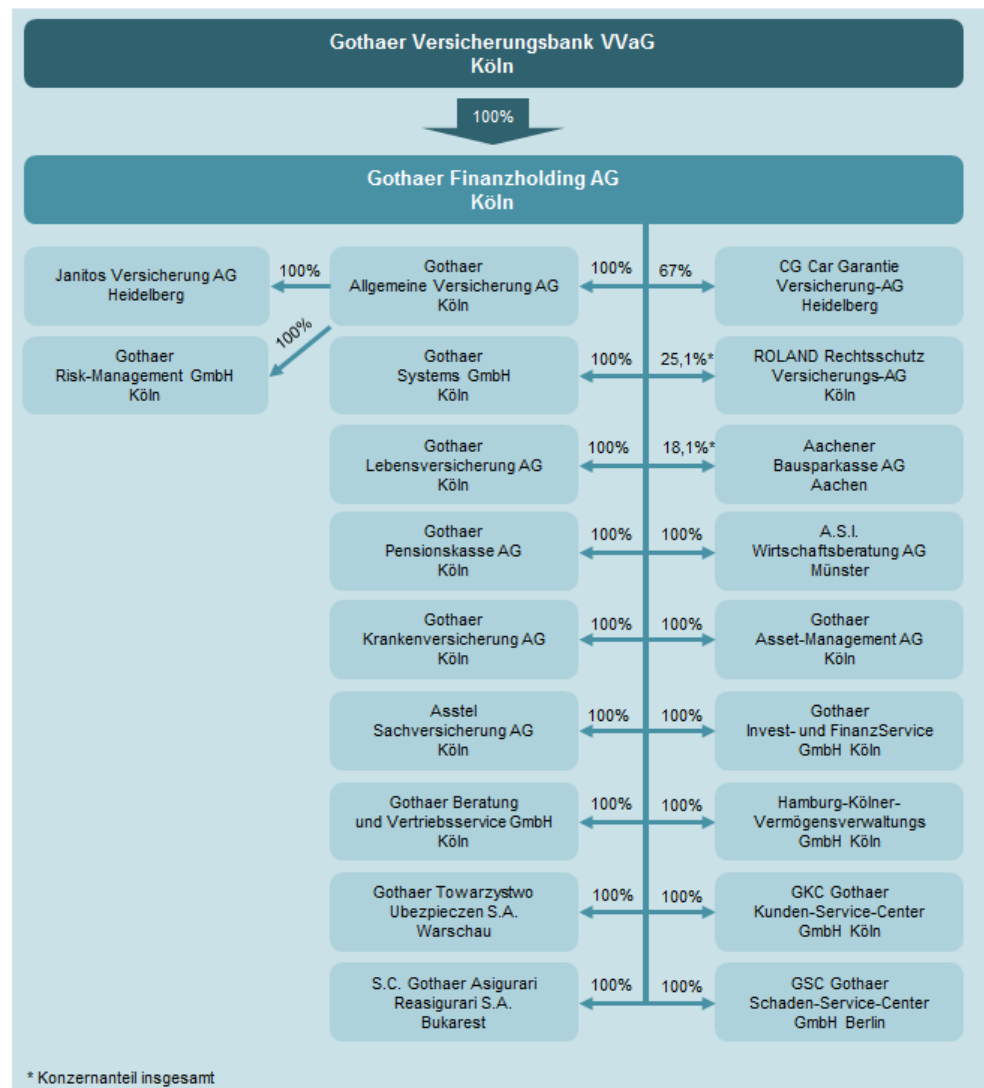 Gothaer Versicherungsbank VVaG
Köln
100%
Gothaer Finanzholding AG
Köln
Janitos Versicherung AG
Heidelberg
100%
Gothaer
Allgemeine Versicherung AG
Köln
100%
67%
CG Car Garantie
Versicherung-AG
Heidelberg
100%
Gothaer
Risk-Management GmbH
Köln
Gothaer
Systems GmbH
Köln
100%
25,1%*
ROLAND Rechtsschutz
Versicherungs-AG
Köln
Gothaer
Lebensversicherung AG
Köln
100%
18,1%*
Aachener
Bausparkasse AG
Aachen
Gothaer
Pensionskasse AG
Köln
100%
100%
A.S.I.
Wirtschaftsberatung AG
Münster
Gothaer
Krankenversicherung AG
Köln
100%
100%
Gothaer
Asset-Management AG
Köln
Asstel
Sachversicherung AG
Köln
100%
100%
Gothaer
Invest- und FinanzService
GmbH Köln
Gothaer Beratung
und Vertriebsservice GmbH
Köln
100%
100%
Hamburg-Kölner-
Vermögensverwaltungs
GmbH Köln
Gothaer Towarzystwo
Ubezpieczen S.A.
Warschau
100%
100%
GKC Gothaer
Kunden-Service-Center
GmbH Köln
S.C. Gothaer Asigurari
Reasigurari S.A.
Bukarest
100%
100%
GSC Gothaer
Schaden-Service-Center
GmbH Berlin
* Konzernanteil insgesamt